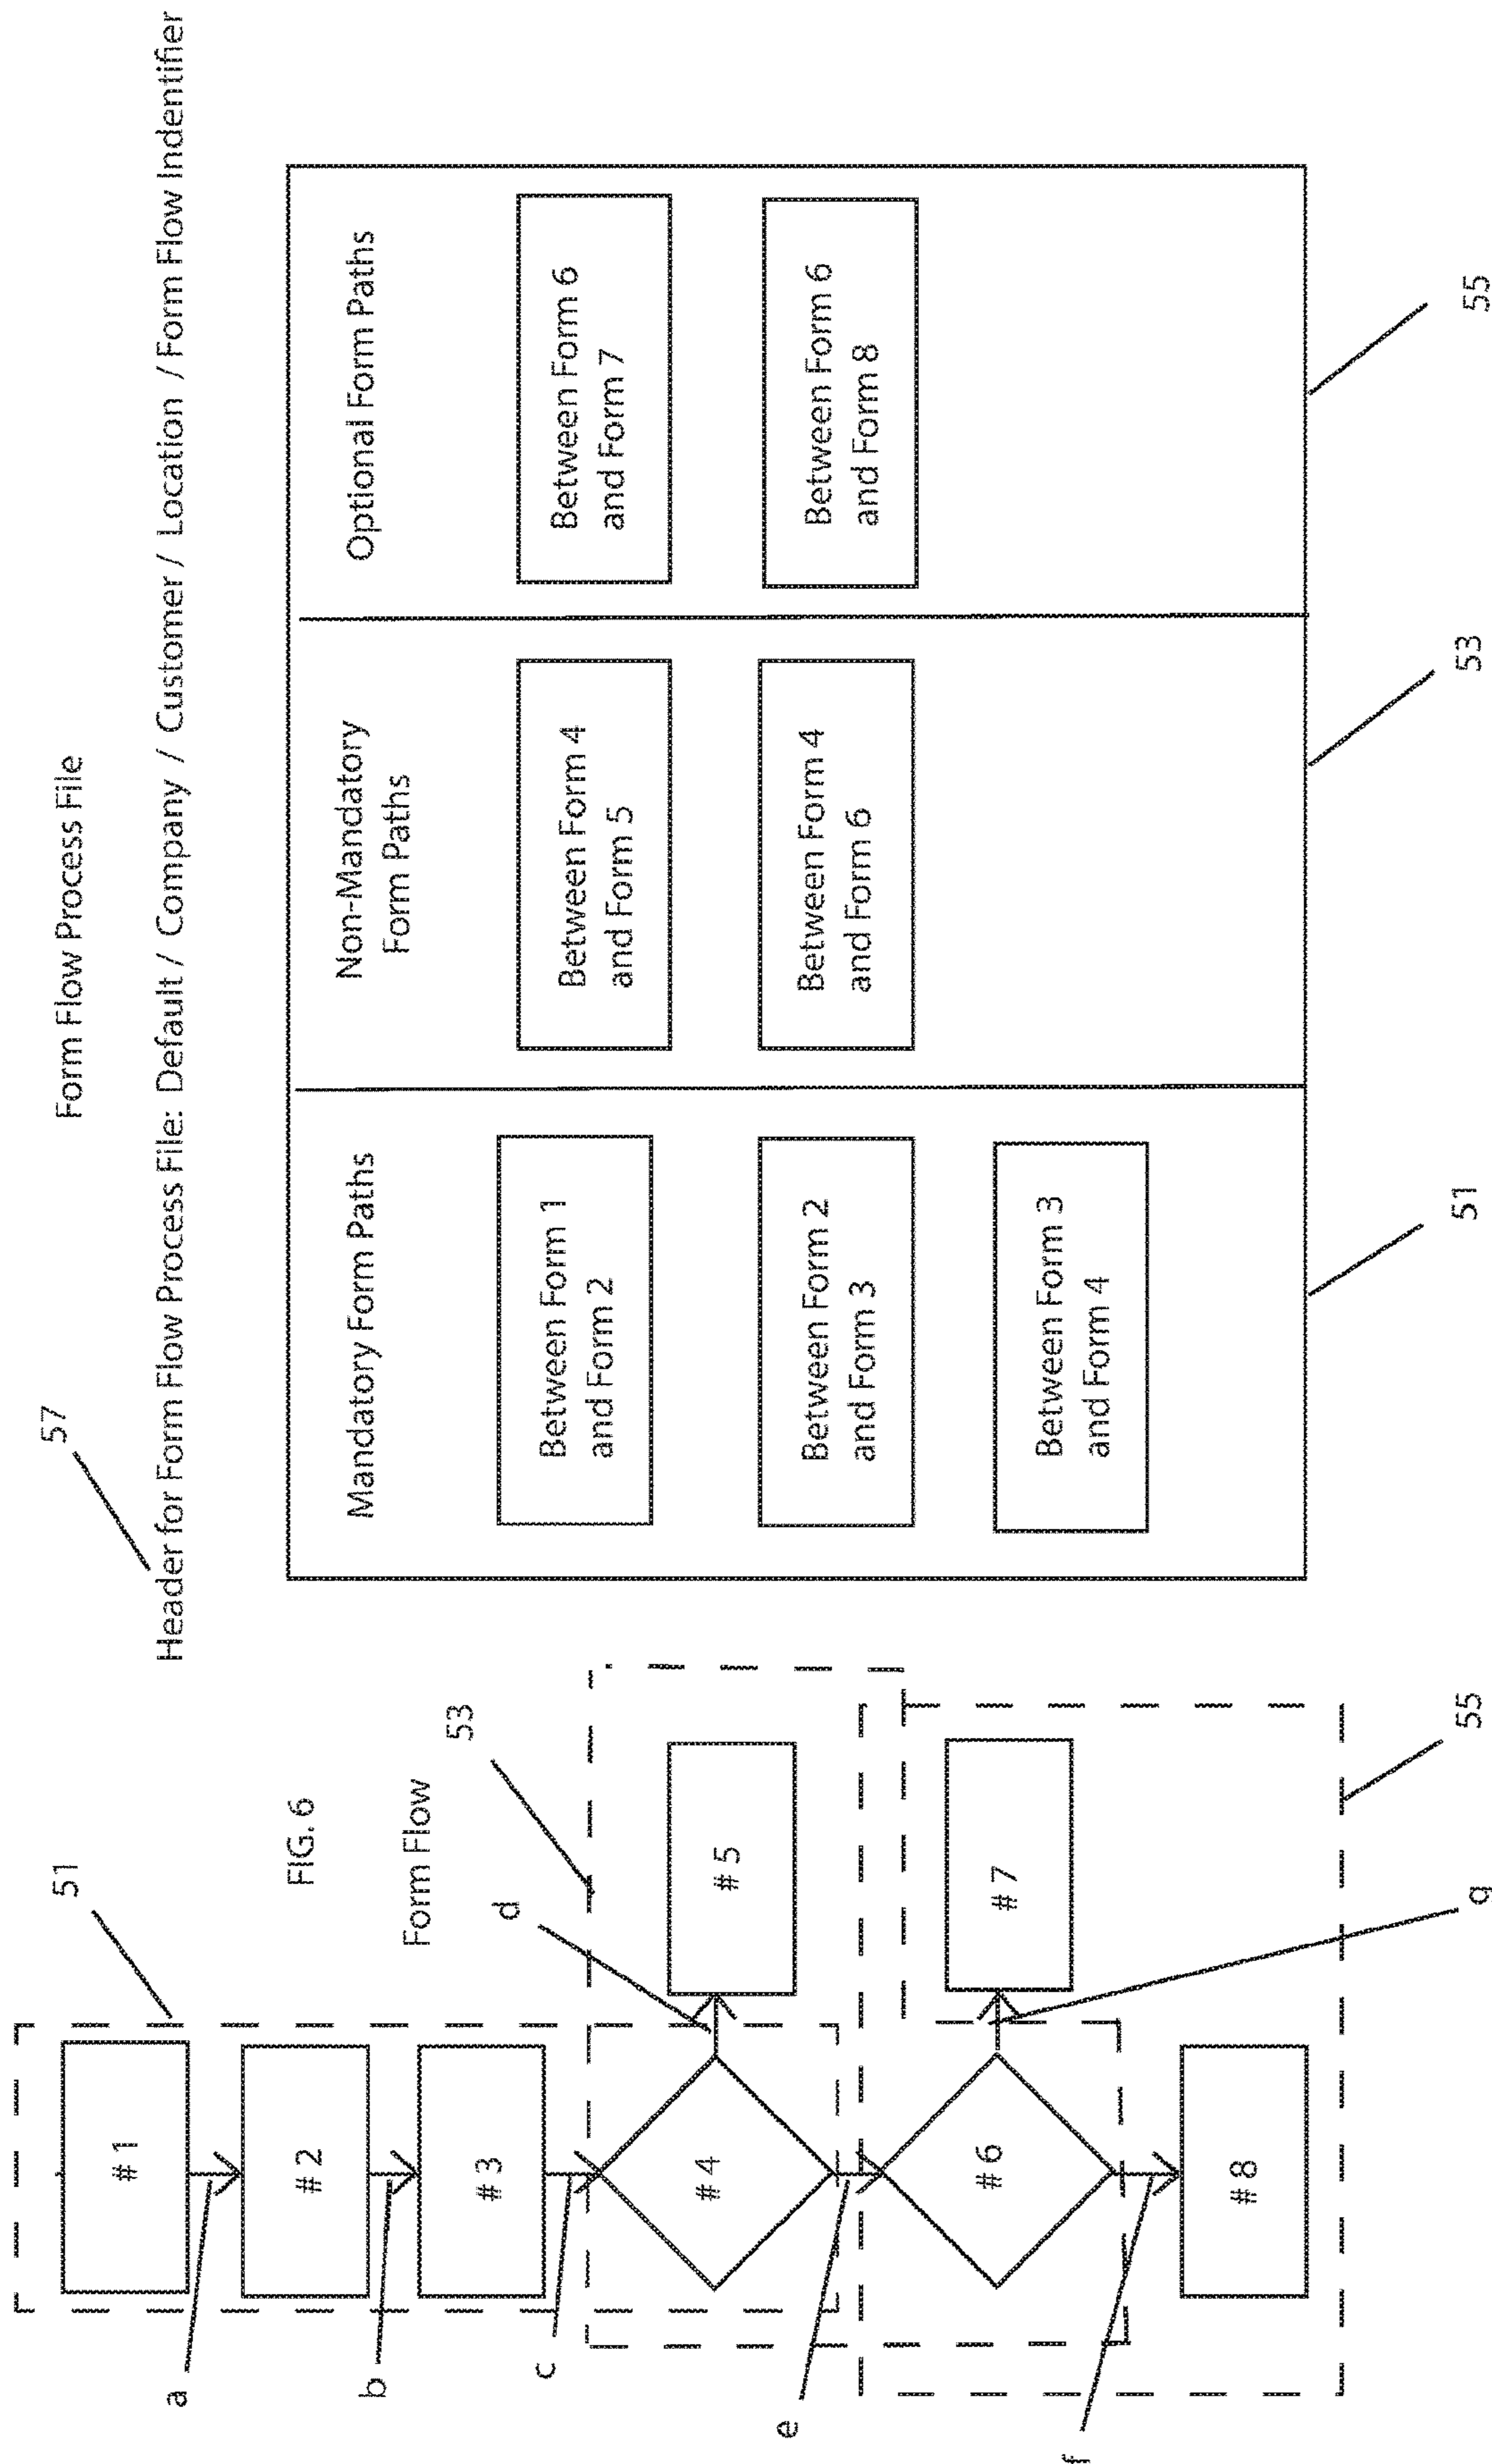 Form Flow Process File
57
Header for Form Flow Process File: Default / Company / Customer / Location / Form Flow Indentifier
51
FIG. 6
Form Flow
53
d
# 1
# 2
# 3
# 4
# 5
# 6
# 7
# 8
a
b
c
e
f
g
55
Mandatory Form Paths
Between Form 1
and Form 2
Between Form 2
and Form 3
Between Form 3
and Form 4
51
Non-Mandatory
Form Paths
Between Form 4
and Form 5
Between Form 4
and Form 6
53
Optional Form Paths
Between Form 6
and Form 7
Between Form 6
and Form 8
55